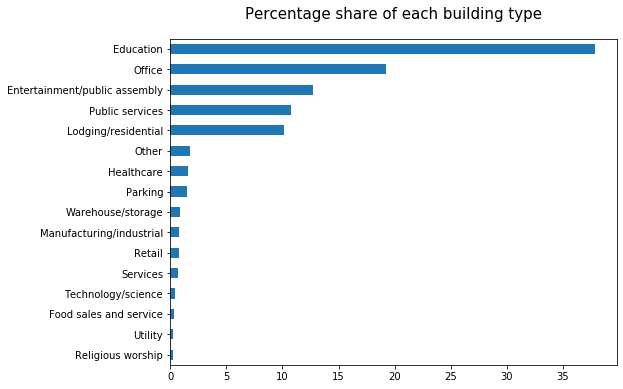 Percentage share of each building type
Education
Office
Entertainment/public assembly
Public services
Lodging/residential
Other
Healthcare
Parking
Warehouse/storage
Manufacturing/industrial
Retail
Services
Technology/science
Food sales and service
Utility
Religious worship
0 5 10 15 20 25 30 35